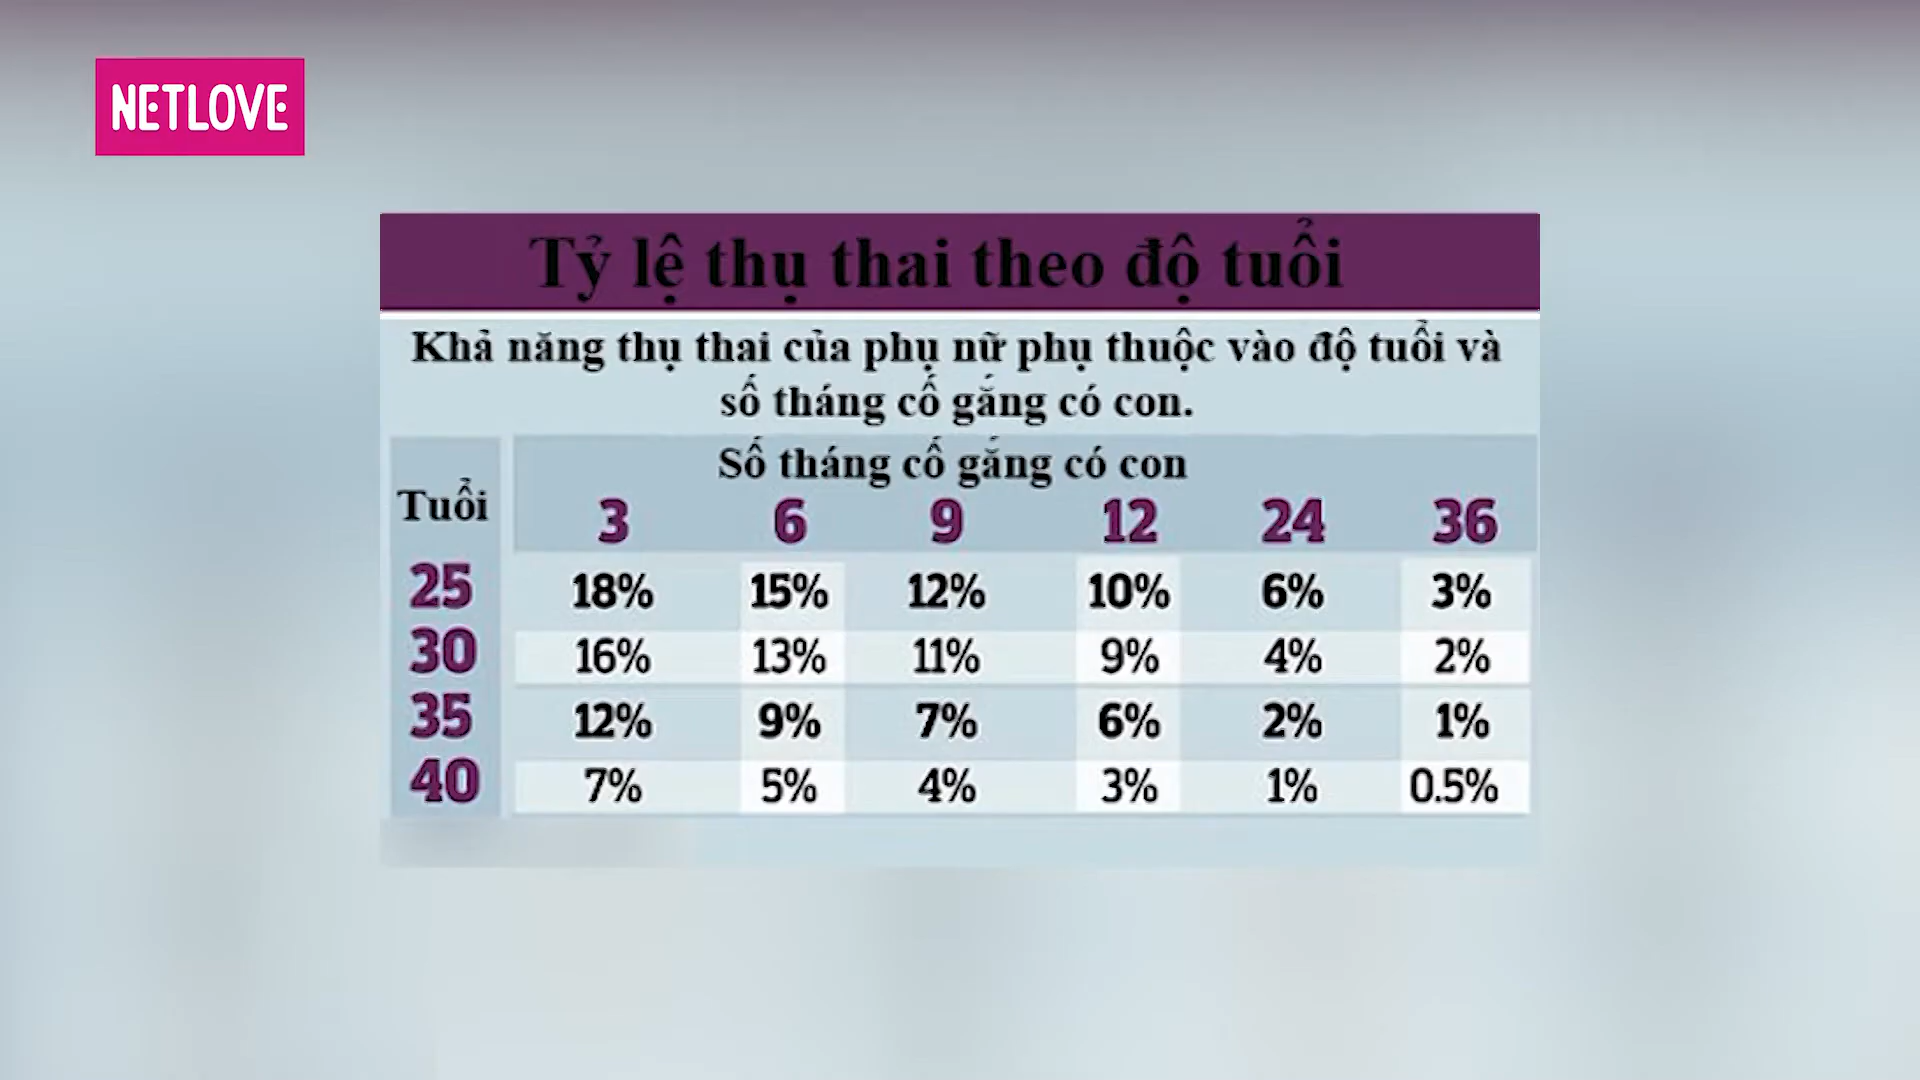 NETLOVE
Tỷ lệ thụ thai theo độ tuổi
Khả năng thụ thai của phụ nữ phụ thuộc vào độ tuổi và
số tháng cố gắng có con.
Số tháng cố gắng có con
Tuổi
3 6 9 12 24 36
25 18% 15% 12% 10% 6% 3%
30 16% 13% 11% 9% 4% 2%
35 12% 9% 7% 6% 2% 1%
40 7% 5% 4% 3% 1% 0.5%